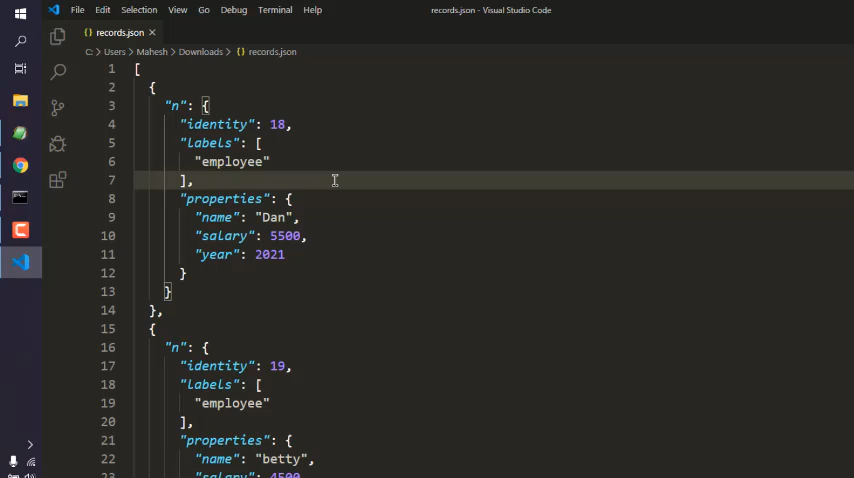 File Edit Selection View Go Debug Terminal Help records.json - Visual Studio Code
{} records.json ×
C: > Users > Mahesh > Downloads > {} records.json
1 [
2 {
3 "n": {
4 "identity": 18,
5 "labels": [
6 "employee"
7 ],
8 "properties": {
9 "name": "Dan",
10 "salary": 5500,
11 "year": 2021
12 }
13 }
14 },
15 {
16 "n": {
17 "identity": 19,
18 "labels": [
19 "employee"
20 ],
21 "properties": {
22 "name": "betty",
23 "salary": 4500